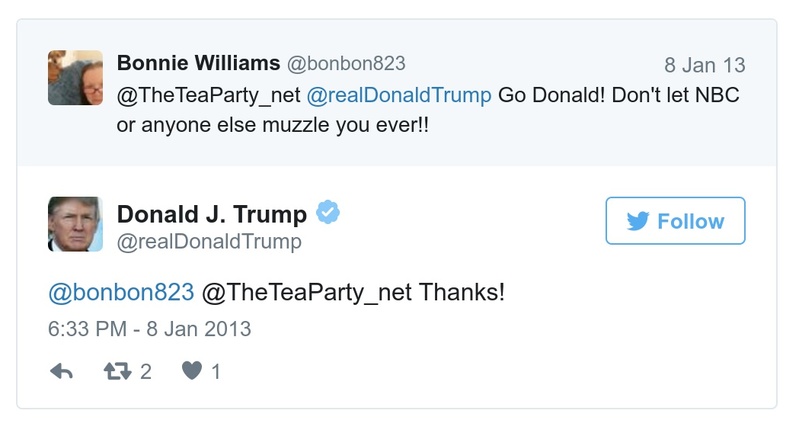 Bonnie Williams @bonbon823 8 Jan 13
@TheTeaParty_net @realDonaldTrump Go Donald! Don't let NBC
or anyone else muzzle you ever!!
Donald J. Trump
@realDonaldTrump
Follow
@bonbon823 @TheTeaParty_net Thanks!
6:33 PM - 8 Jan 2013
2 1